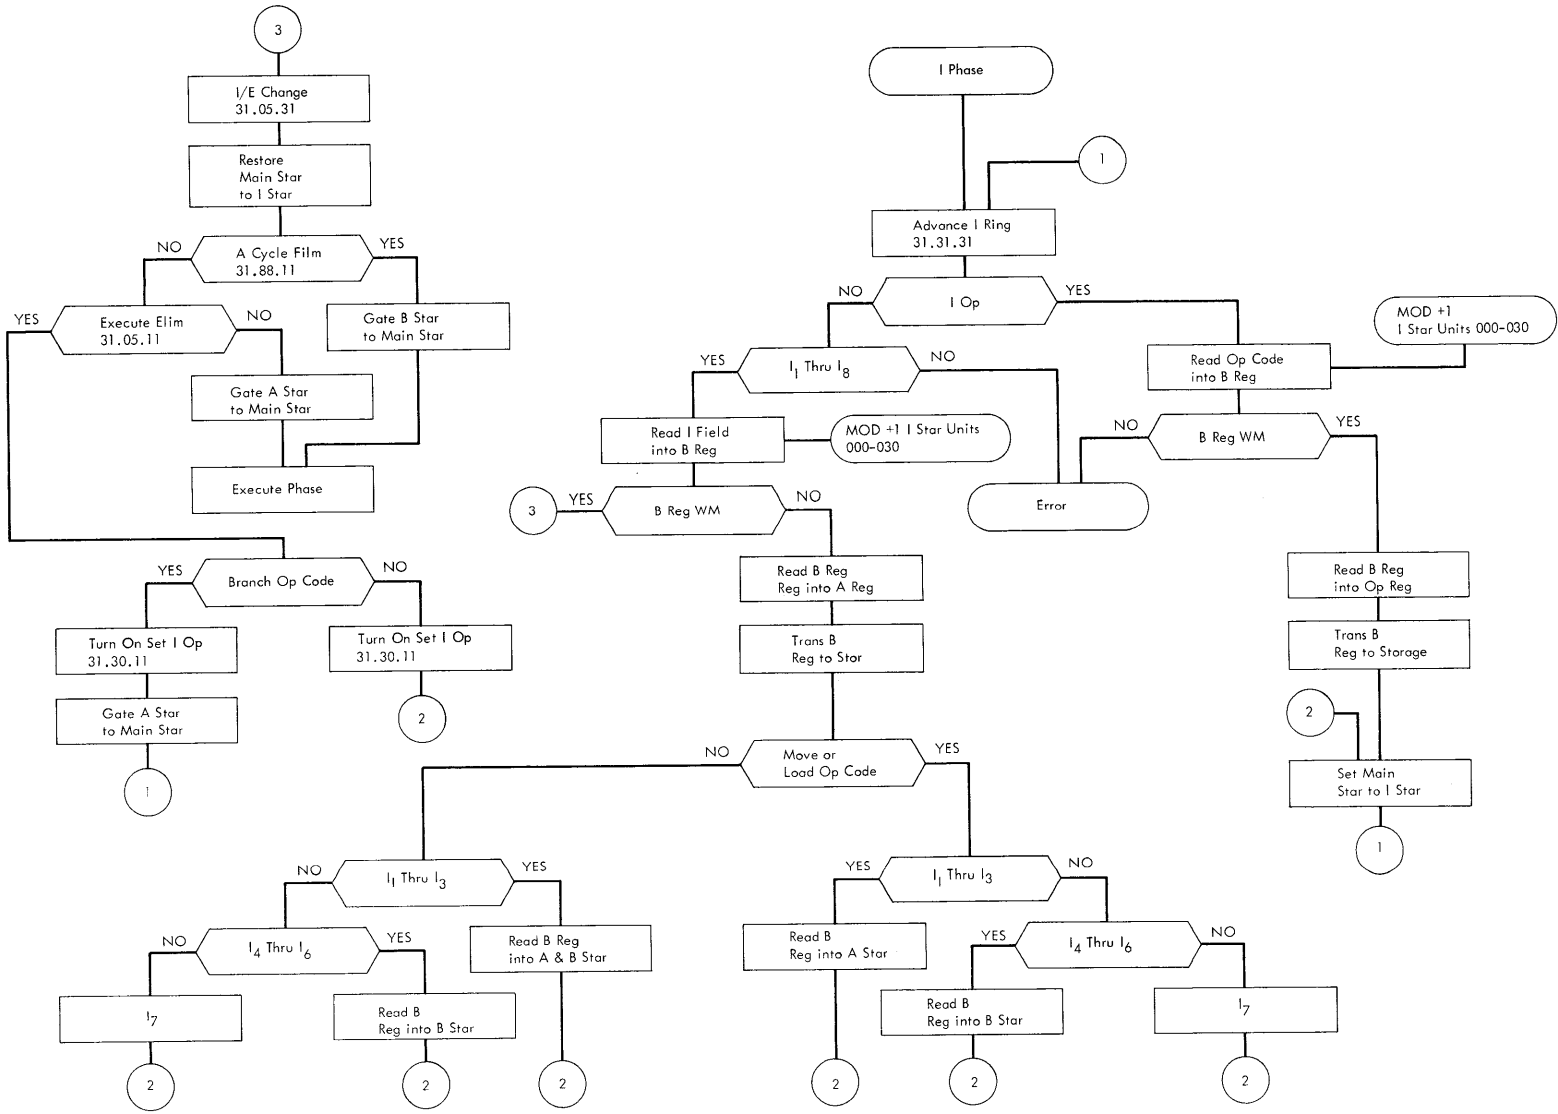 3
I/E Change
31.05.31
Restore
Main Star
to I Star
NO
A Cycle Film
31.88.11
YES
YES
Execute Elim
31.05.11
NO
Gate B Star
to Main Star
Gate A Star
to Main Star
Execute Phase
YES
Branch Op Code
NO
Turn On Set I Op
31.30.11
Turn On Set I Op
31.30.11
Gate A Star
to Main Star
2
1
I Phase
1
Advance I Ring
31.31.31
NO
I Op
YES
MOD +1
I Star Units 000-030
YES
I1 Thru I8
NO
Read Op Code
into B Reg
Read I Field
into B Reg
MOD +1 I Star Units
000-030
NO
B Reg WM
YES
3
YES
B Reg WM
NO
Error
Read B Reg
Reg into A Reg
Read B Reg
into Op Reg
Trans B
Reg to Stor
Trans B
Reg to Storage
2
NO
Move or
Load Op Code
YES
Set Main
Star to I Star
1
NO
I1 Thru I3
YES
YES
I1 Thru I3
NO
NO
I4 Thru I6
YES
Read B Reg
into A & B Star
Read B
Reg into A Star
YES
I4 Thru I6
NO
I7
Read B
Reg into B Star
Read B
Reg into B Star
I7
2
2
2
2
2
2